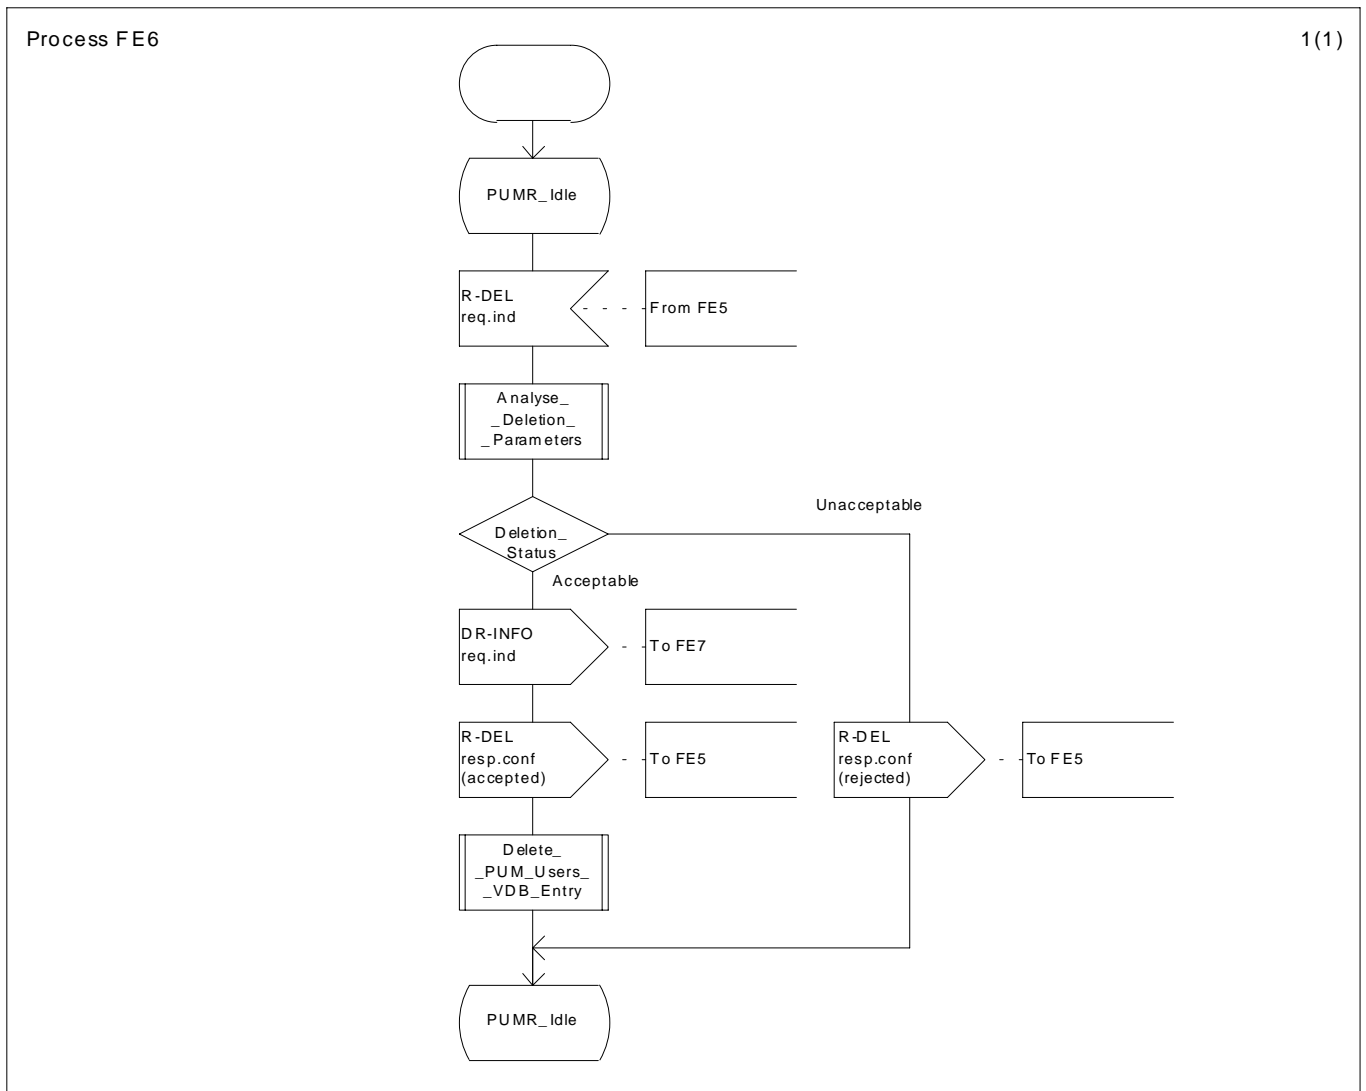 Process FE6
1(1)
PUMR_Idle
R-DEL
req.ind
From FE5
Analyse_
_Deletion_
_Parameters
Unacceptable
Deletion_
Status
Acceptable
DR-INFO
req.ind
To FE7
R-DEL
resp.conf
(accepted)
To FE5
R-DEL
resp.conf
(rejected)
To FE5
Delete_
_PUM_Users_
_VDB_Entry
PUMR_Idle